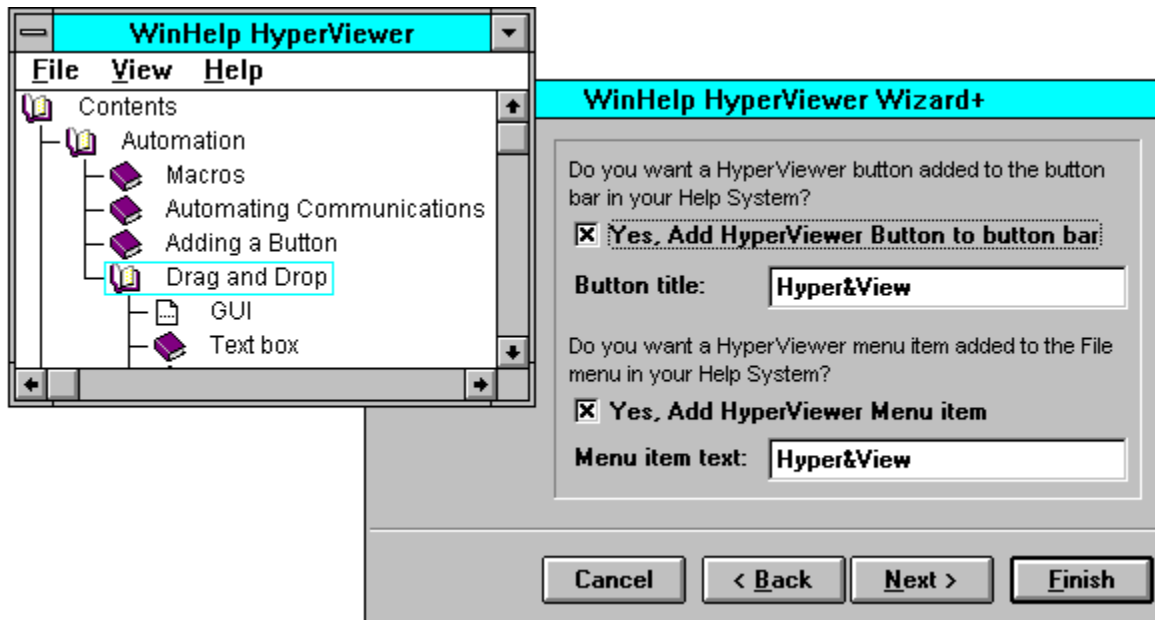 WinHelp HyperViewer
File View Help
Contents
Automation
Macros
Automating Communications
Adding a Button
Drag and Drop
GUI
Text box
WinHelp HyperViewer Wizard+
Do you want a HyperViewer button added to the button
bar in your Help System?
Yes, Add HyperViewer Button to button bar
Button title: Hyper&View
Do you want a HyperViewer menu item added to the File
menu in your Help System?
Yes, Add HyperViewer Menu item
Menu item text: Hyper&View
Cancel < Back Next > Finish